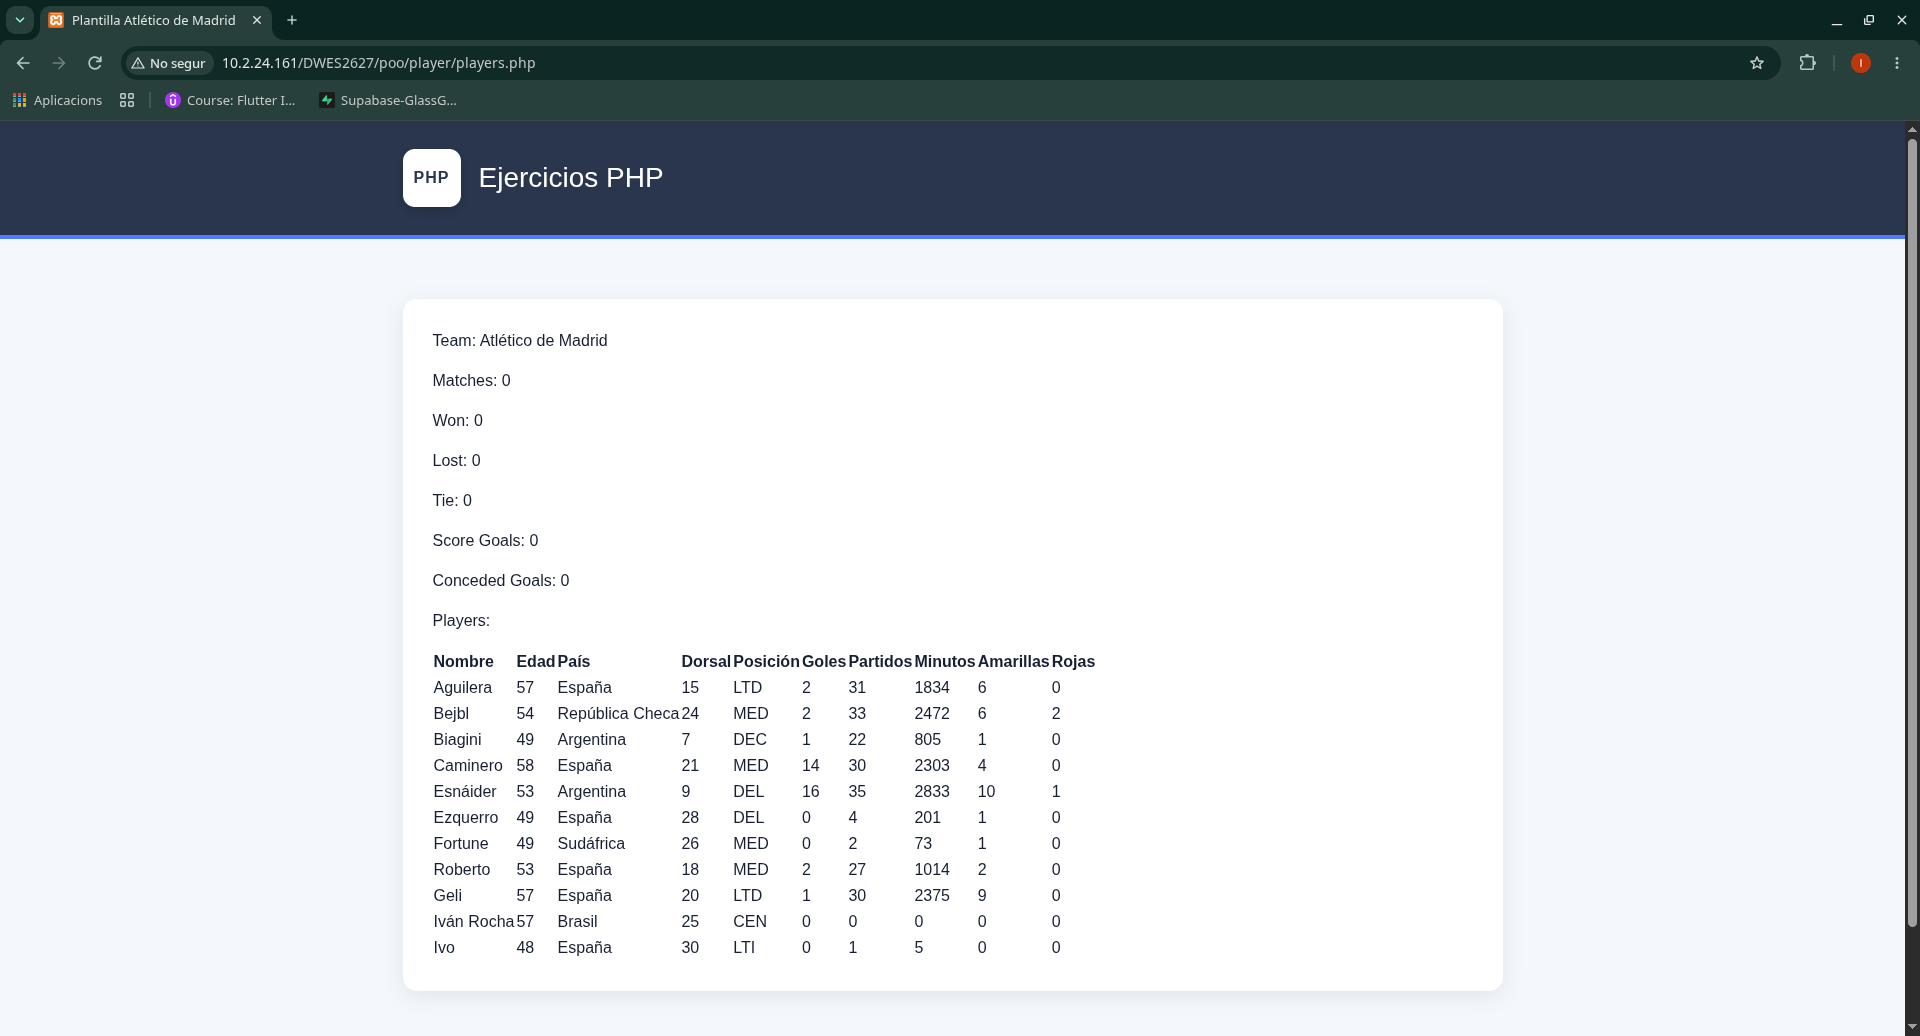 Plantilla Atlético de Madrid
No segur 10.2.24.161/DWES2627/poo/player/players.php I
Aplicacions Course: Flutter I... Supabase-GlassG...
PHP Ejercicios PHP
Team: Atlético de Madrid
Matches: 0
Won: 0
Lost: 0
Tie: 0
Score Goals: 0
Conceded Goals: 0
Players:
Nombre Edad País Dorsal Posición Goles Partidos Minutos Amarillas Rojas
Aguilera 57 España 15 LTD 2 31 1834 6 0
Bejbl 54 República Checa 24 MED 2 33 2472 6 2
Biagini 49 Argentina 7 DEC 1 22 805 1 0
Caminero 58 España 21 MED 14 30 2303 4 0
Esnáider 53 Argentina 9 DEL 16 35 2833 10 1
Ezquerro 49 España 28 DEL 0 4 201 1 0
Fortune 49 Sudáfrica 26 MED 0 2 73 1 0
Roberto 53 España 18 MED 2 27 1014 2 0
Geli 57 España 20 LTD 1 30 2375 9 0
Iván Rocha 57 Brasil 25 CEN 0 0 0 0 0
Ivo 48 España 30 LTI 0 1 5 0 0